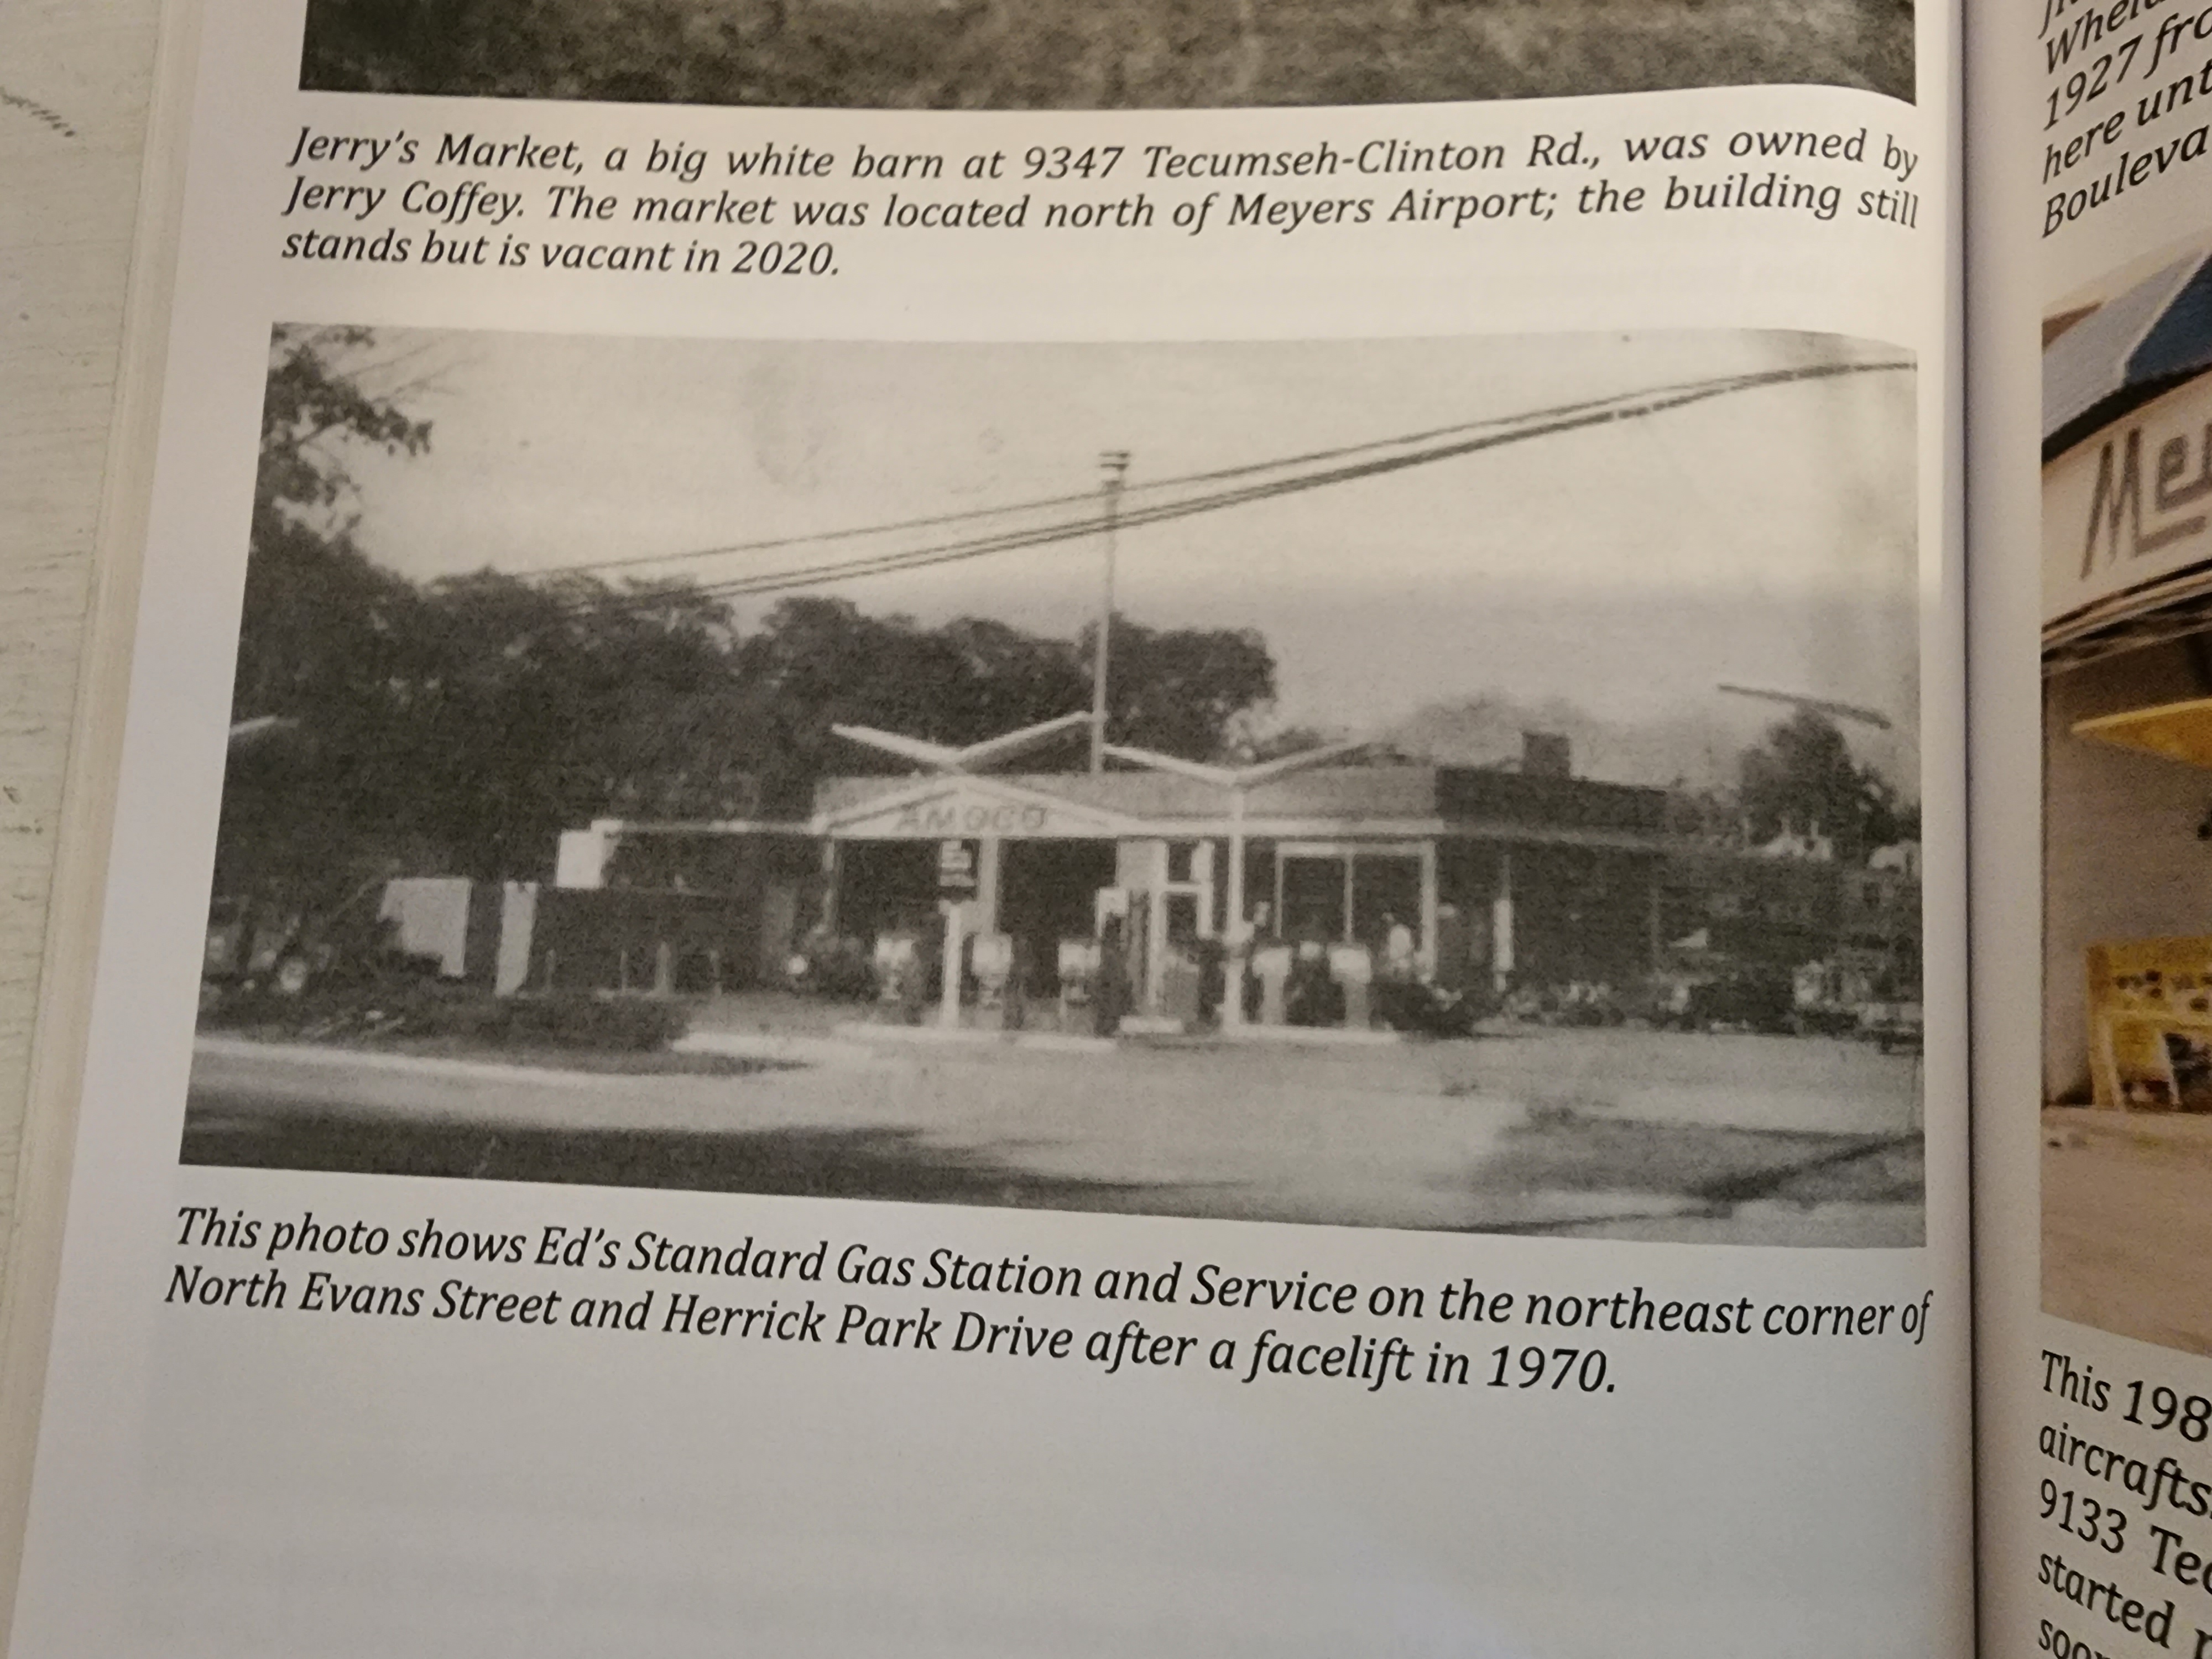 Jerry's Market, a big white barn at 9347 Tecumseh-Clinton Rd., was owned by
Jerry Coffey. The market was located north of Meyers Airport; the building still
stands but is vacant in 2020.
AMOCO
This photo shows Ed's Standard Gas Station and Service on the northeast corner of
North Evans Street and Herrick Park Drive after a facelift in 1970.
1927
here
This 198
aircrafts
9133
started